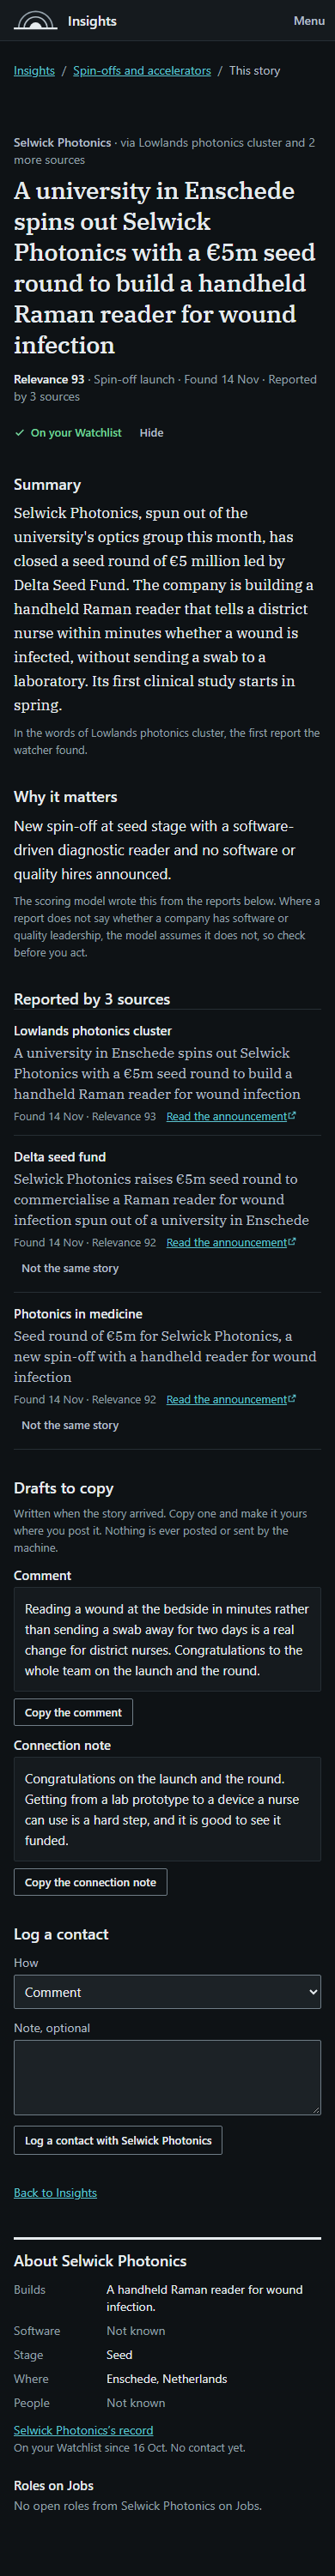 Insights
Menu
Insights / Spin-offs and accelerators / This story
Selwick Photonics · via Lowlands photonics cluster and 2
more sources
A university in Enschede
spins out Selwick
Photonics with a €5m seed
round to build a handheld
Raman reader for wound
infection
Relevance 93 · Spin-off launch · Found 14 Nov · Reported
by 3 sources
On your Watchlist
Hide
Summary
Selwick Photonics, spun out of the
university's optics group this month, has
closed a seed round of €5 million led by
Delta Seed Fund. The company is building a
handheld Raman reader that tells a district
nurse within minutes whether a wound is
infected, without sending a swab to a
laboratory. Its first clinical study starts in
spring.
In the words of Lowlands photonics cluster, the first report the
watcher found.
Why it matters
New spin-off at seed stage with a software-
driven diagnostic reader and no software or
quality hires announced.
The scoring model wrote this from the reports below. Where a
report does not say whether a company has software or
quality leadership, the model assumes it does not, so check
before you act.
Reported by 3 sources
Lowlands photonics cluster
A university in Enschede spins out Selwick
Photonics with a €5m seed round to build a
handheld Raman reader for wound infection
Found 14 Nov · Relevance 93 Read the announcement
Delta seed fund
Selwick Photonics raises €5m seed round to
commercialise a Raman reader for wound
infection spun out of a university in Enschede
Found 14 Nov · Relevance 92 Read the announcement
Not the same story
Photonics in medicine
Seed round of €5m for Selwick Photonics, a
new spin-off with a handheld reader for wound
infection
Found 14 Nov · Relevance 92 Read the announcement
Not the same story
Drafts to copy
Written when the story arrived. Copy one and make it yours
where you post it. Nothing is ever posted or sent by the
machine.
Comment
Reading a wound at the bedside in minutes rather
than sending a swab away for two days is a real
change for district nurses. Congratulations to the
whole team on the launch and the round.
Copy the comment
Connection note
Congratulations on the launch and the round.
Getting from a lab prototype to a device a nurse
can use is a hard step, and it is good to see it
funded.
Copy the connection note
Log a contact
How
Comment
Note, optional
Log a contact with Selwick Photonics
Back to Insights
About Selwick Photonics
Builds A handheld Raman reader for wound
infection.
Software Not known
Stage Seed
Where Enschede, Netherlands
People Not known
Selwick Photonics's record
On your Watchlist since 16 Oct. No contact yet.
Roles on Jobs
No open roles from Selwick Photonics on Jobs.